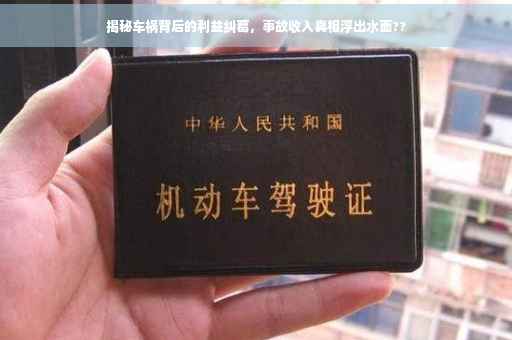 揭秘车祸背后的利益纠葛，事故收入真相浮出水面??
中华人民共和国
机动车驾驶证